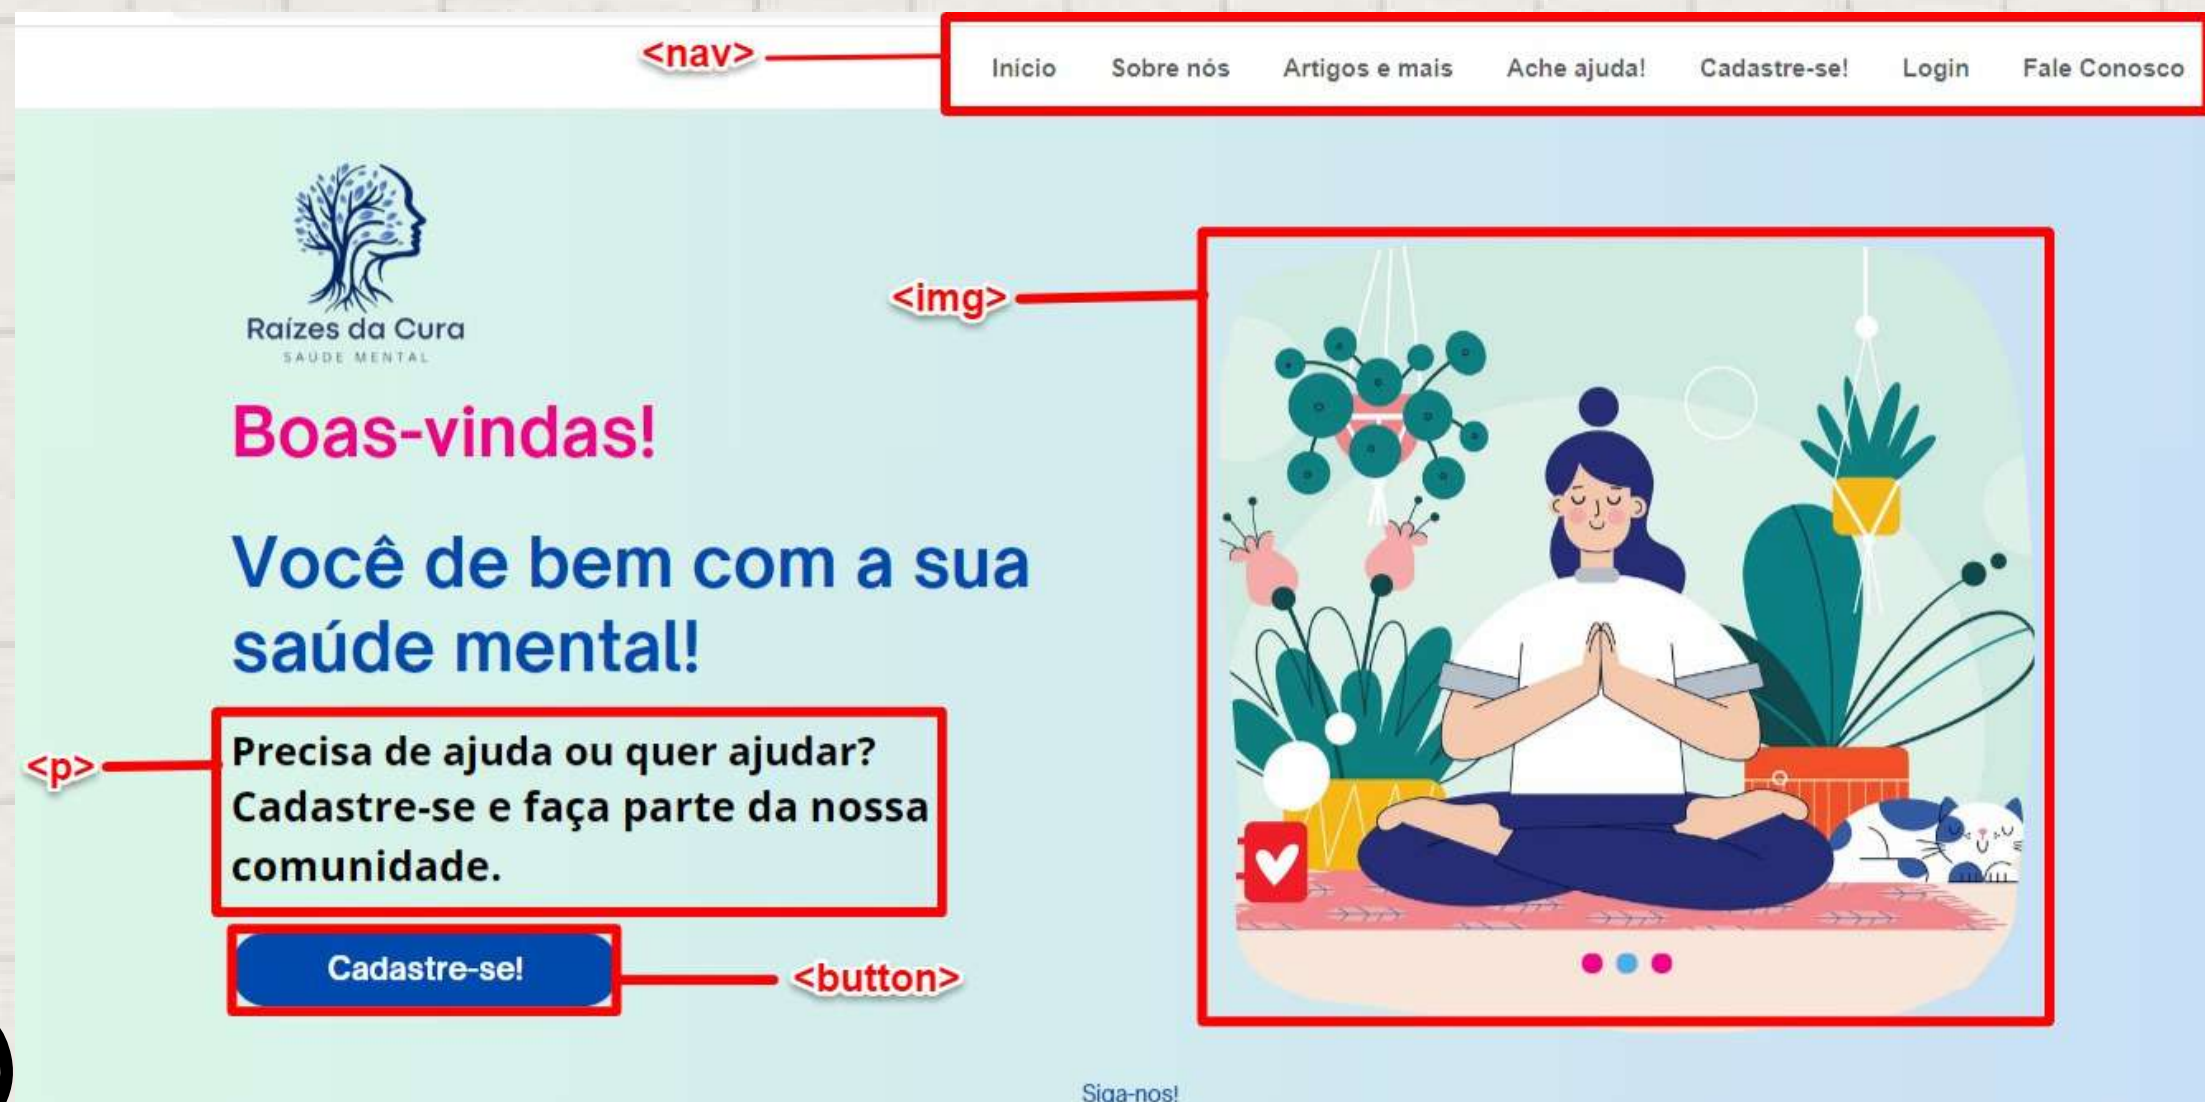 <nav>
Início Sobre nós Artigos e mais Ache ajuda! Cadastre-se! Login Fale Conosco
Raízes da Cura
SAÚDE MENTAL
<img>
Boas-vindas!
Você de bem com a sua
saúde mental!
<p>
Precisa de ajuda ou quer ajudar?
Cadastre-se e faça parte da nossa
comunidade.
Cadastre-se!
<button>
Siga-nos!